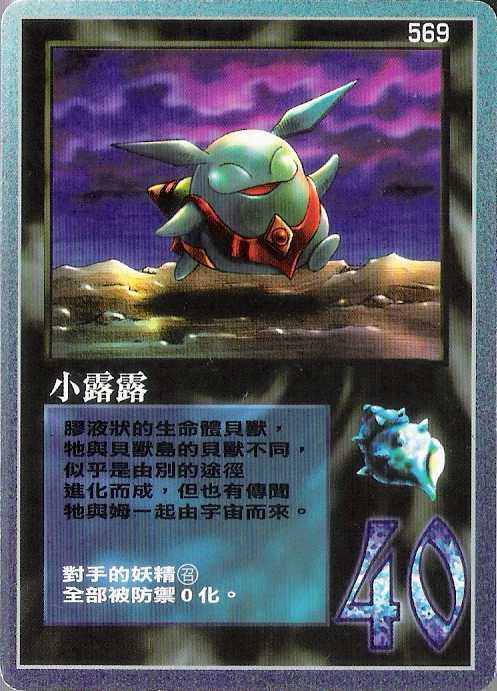 569
小露露
膠液狀的生命體貝獸，
牠與貝獸島的貝獸不同，
似乎是由別的途徑
進化而成，但也有傳聞
牠與姆一起由宇宙而來。
對手的妖精㊁
全部被防禦0化。
40